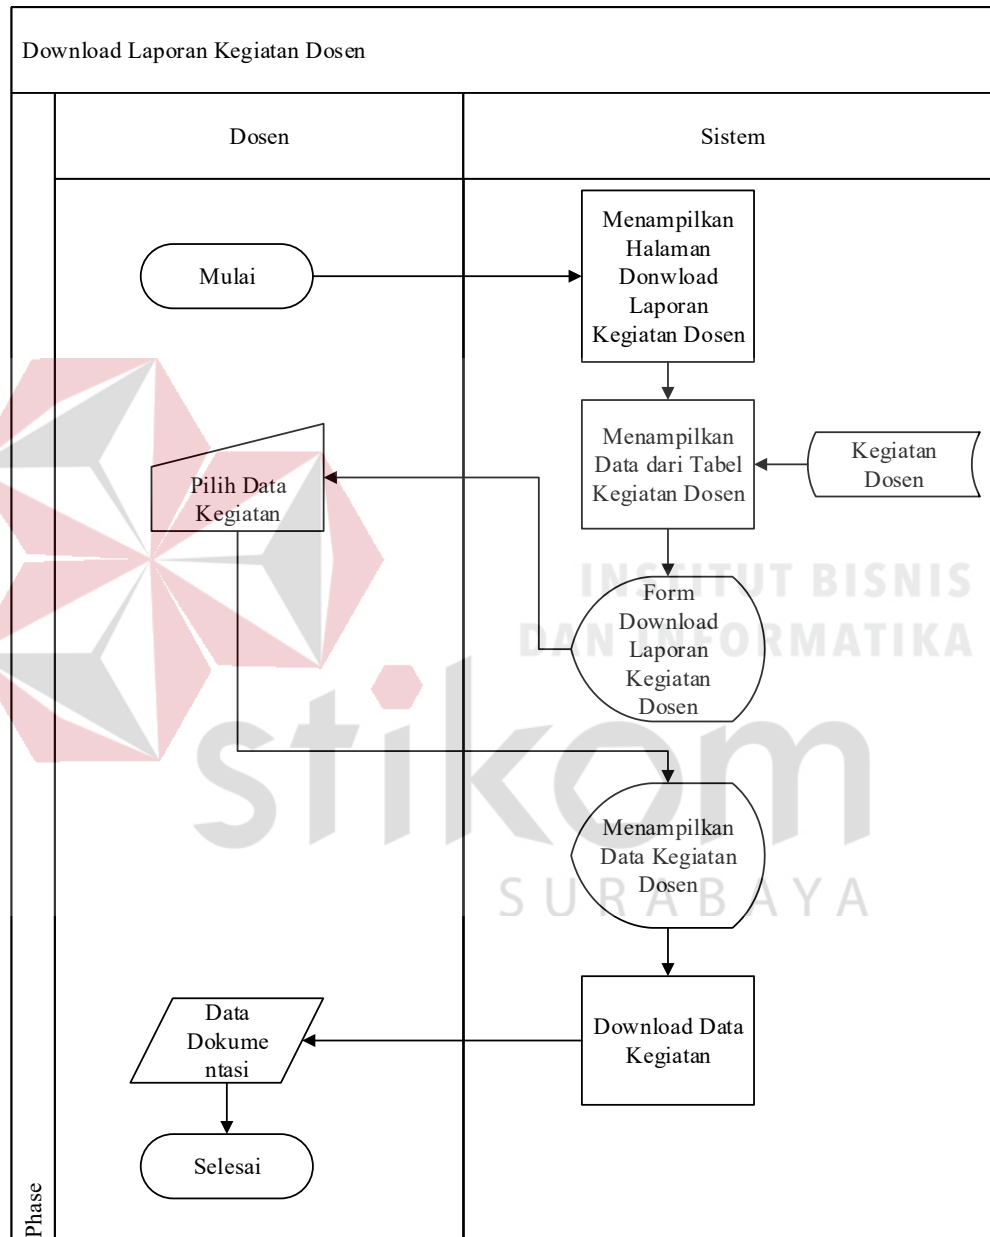 Download Laporan Kegiatan Dosen
Dosen
Sistem
Mulai
Menampilkan
Halaman
Donwload
Laporan
Kegiatan Dosen
Menampilkan
Data dari Tabel
Kegiatan Dosen
Kegiatan
Dosen
Pilih Data
Kegiatan
Form
Download
Laporan
Kegiatan
Dosen
INSTITUT BISNIS
DAN INFORMATIKA
stikom
SURABAYA
Menampilkan
Data Kegiatan
Dosen
Download Data
Kegiatan
Data
Dokume
ntasi
Selesai
Phase